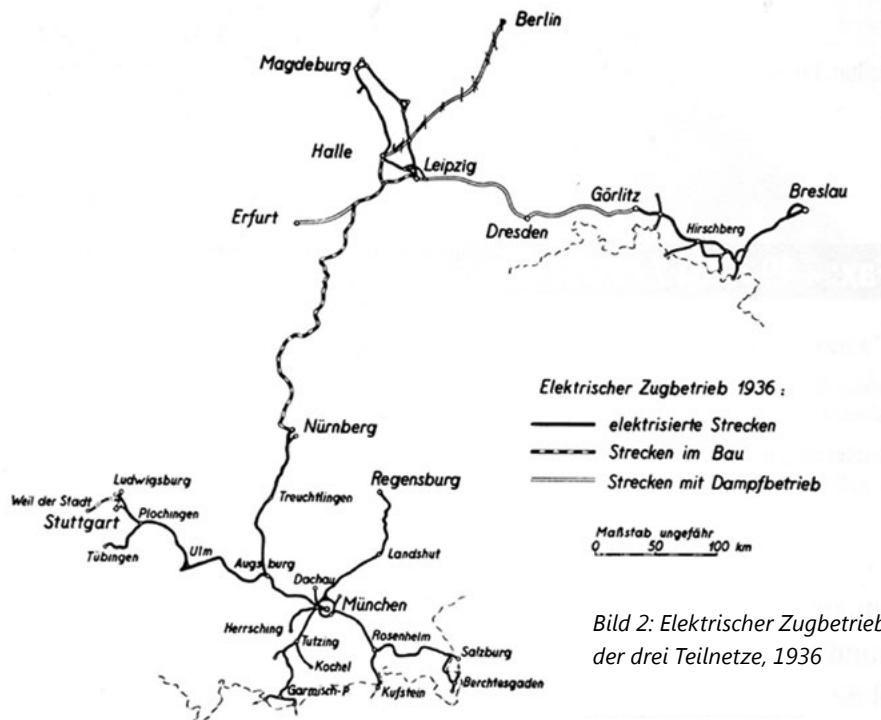 Berlin
Magdeburg
Halle
Leipzig
Erfurt
Dresden
Görlitz
Hirschberg
Breslau
Elektrischer Zugbetrieb 1936 :
elektrisierte Strecken
Strecken im Bau
Strecken mit Dampfbetrieb
Maßstab ungefähr
0 50 100 km
Nürnberg
Treuchtlingen
Regensburg
Landshut
Ludwigsburg
Weil der Stadt
Stuttgart
Plochingen
Tübingen
Ulm
Augsburg
Dachau
München
Herrsching
Tutzing
Kochel
Garmisch-P
Rosenheim
Kufstein
Salzburg
Berchtesgaden
Bild 2: Elektrischer Zugbetrieb
der drei Teilnetze, 1936